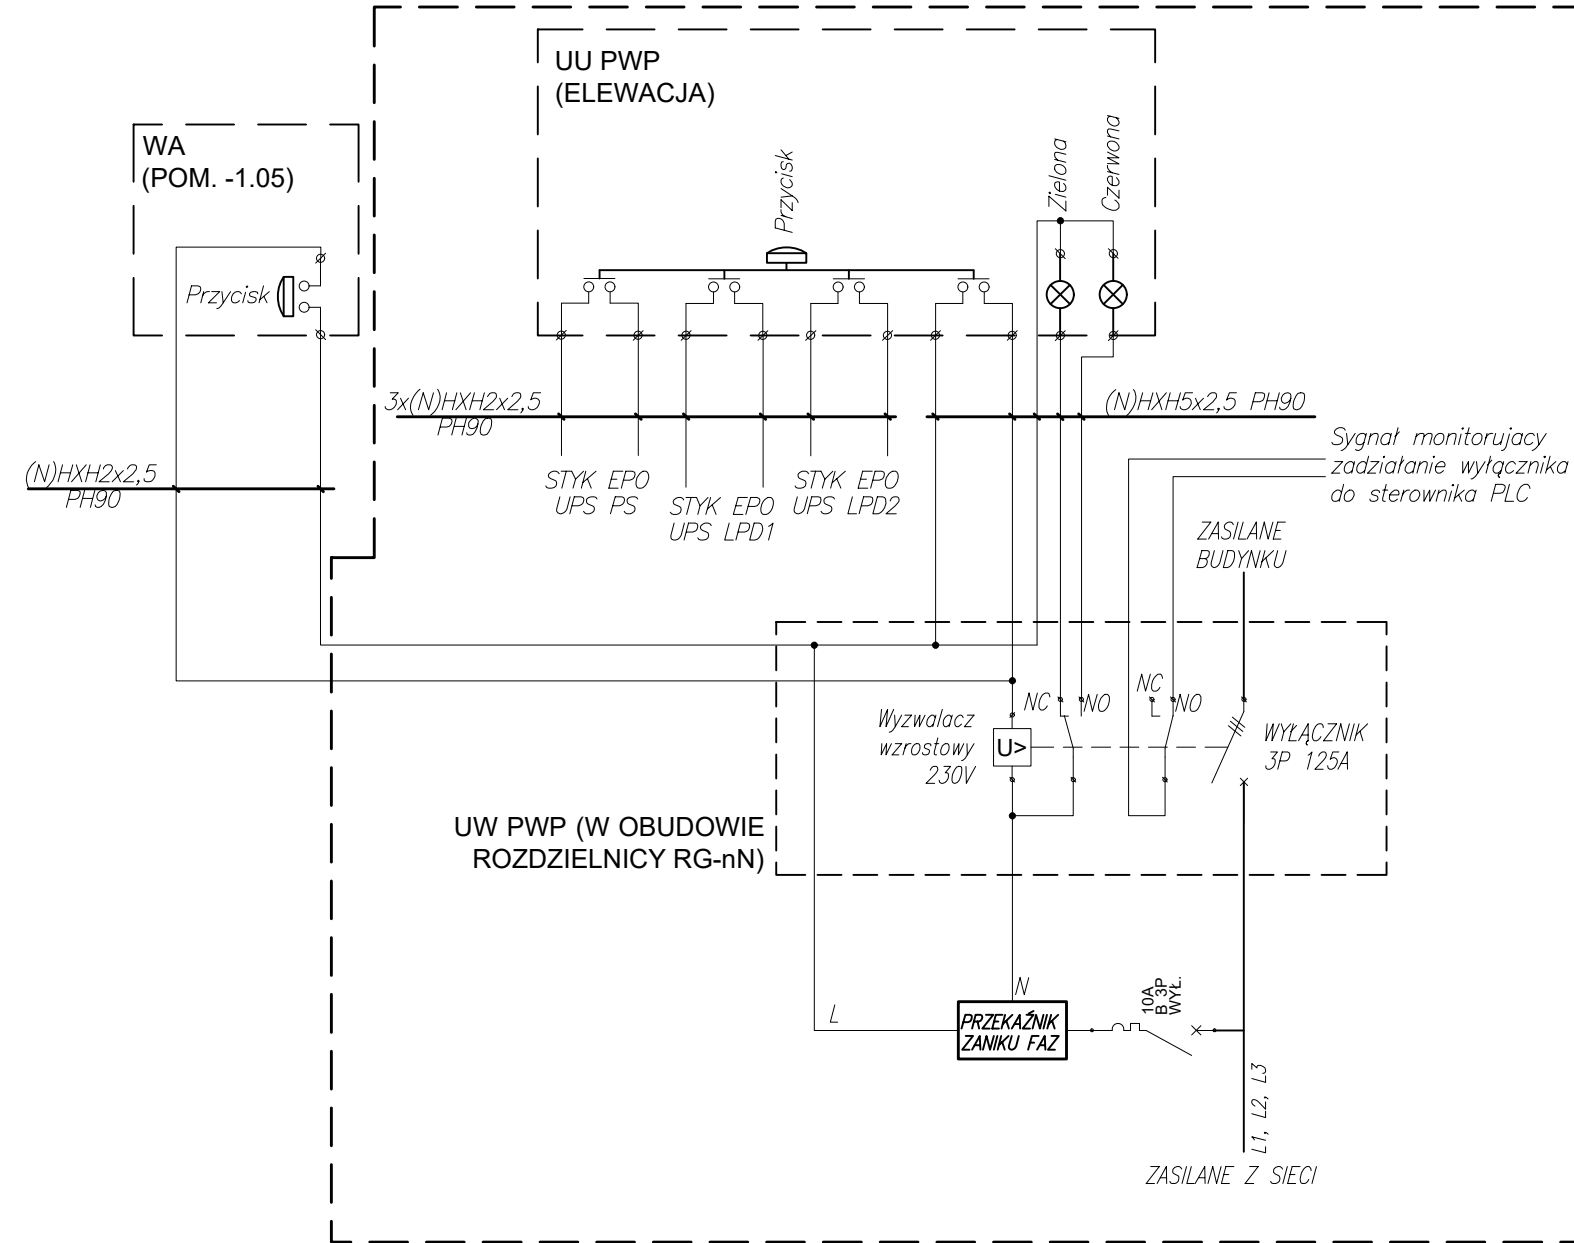 UU PWP
(ELEWACJA)
WA
(POM. -1.05)
Przycisk
Przycisk
Zielona
Czerwona
3x(N)HXH2x2,5
PH90
(N)HXH5x2,5 PH90
(N)HXH2x2,5
PH90
STYK EPO
UPS PS
STYK EPO
UPS LPD1
STYK EPO
UPS LPD2
Sygnał monitorujacy
zadziałanie wyłącznika
do sterownika PLC
ZASILANE
BUDYNKU
NC
NO
NC
NO
Wyzwalacz
wzrostowy
230V
U>
WYŁĄCZNIK
3P 125A
UW PWP (W OBUDOWIE
ROZDZIELNICY RG-nN)
L
N
PRZEKAŹNIK
ZANIKU FAZ
10A
B 3P
WYŁ.
L1, L2, L3
ZASILANE Z SIECI